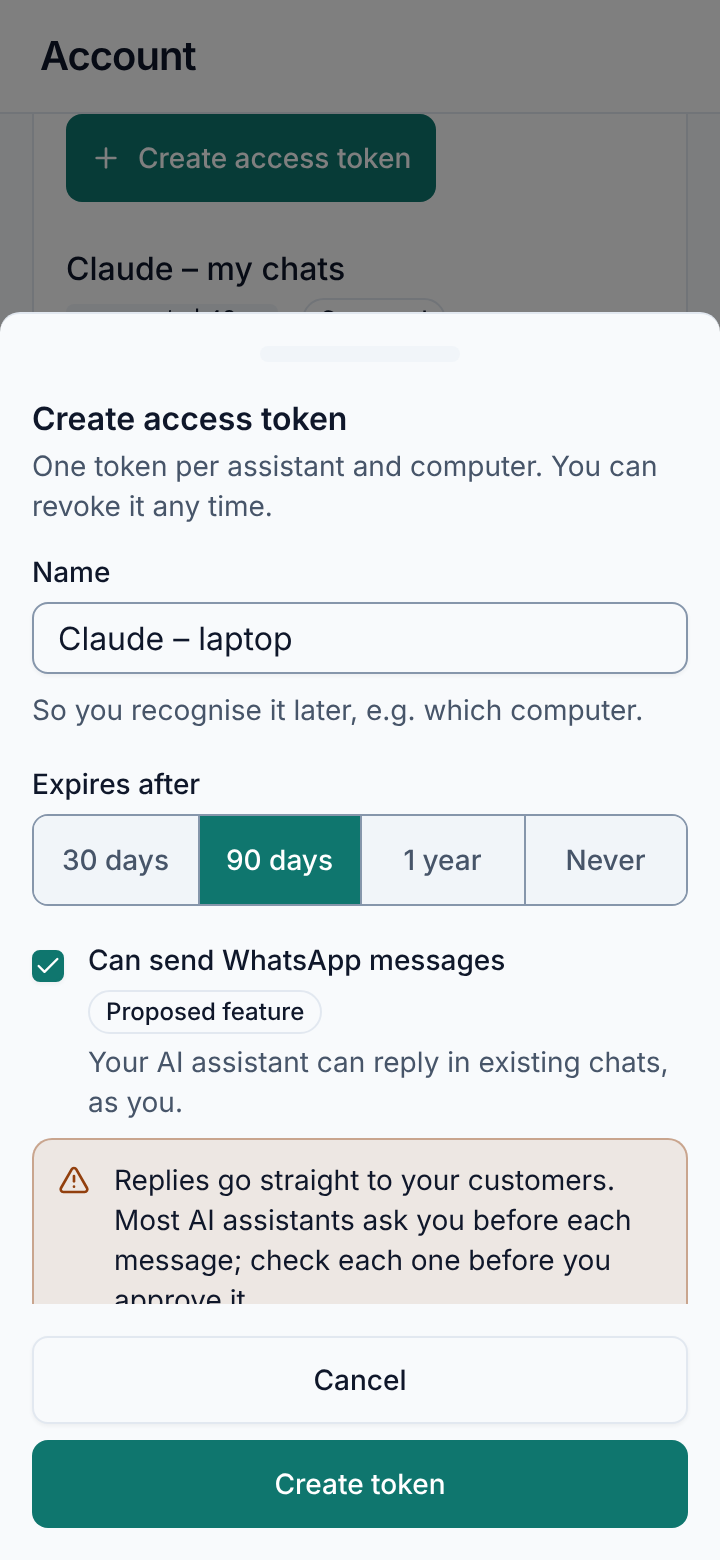 Account
Create access token
Claude – my chats
Create access token
One token per assistant and computer. You can
revoke it any time.
Name
Claude – laptop
So you recognise it later, e.g. which computer.
Expires after
30 days 90 days 1 year Never
Can send WhatsApp messages
Proposed feature
Your AI assistant can reply in existing chats,
as you.
Replies go straight to your customers.
Most AI assistants ask you before each
message; check each one before you
approve it
Cancel
Create token